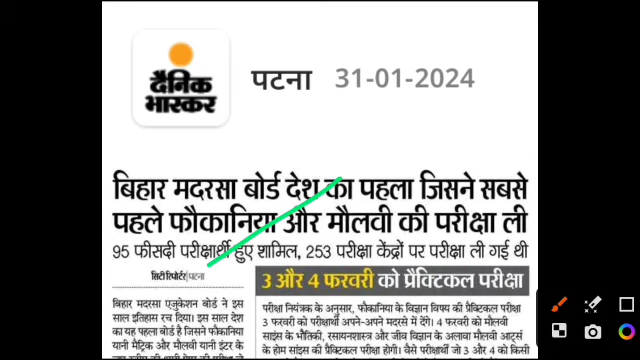 दैनिक
भास्कर
पटना 31-01-2024
बिहार मदरसा बोर्ड देश का पहला जिसने सबसे
पहले फौकानिया और मौलवी की परीक्षा ली
95 फीसदी परीक्षार्थी हुए शामिल, 253 परीक्षा केंद्रों पर परीक्षा ली गई थी
सिटी रिपोर्टर|पटना
बिहार मदरसा एजुकेशन बोर्ड ने इस
साल इतिहास रच दिया। इस साल देश
का यह पहला बोर्ड है जिसने फौकानिया
यानी मैट्रिक और मौलवी यानी इंटर के
3 और 4 फरवरी को प्रैक्टिकल परीक्षा
परीक्षा नियंत्रक के अनुसार, फौकानिया के विज्ञान विषय की प्रैक्टिकल परीक्षा
3 फरवरी को परीक्षार्थी अपने-अपने मदरसे में देंगे। 4 फरवरी को मौलवी
साइंस के भौतिकी, रसायनशास्त्र और जीव विज्ञान के अलावा मौलवी आर्ट्स
के होम साइंस की प्रैक्टिकल परीक्षा होगी। वैसे परीक्षार्थी जो 3 और 4 को किसी